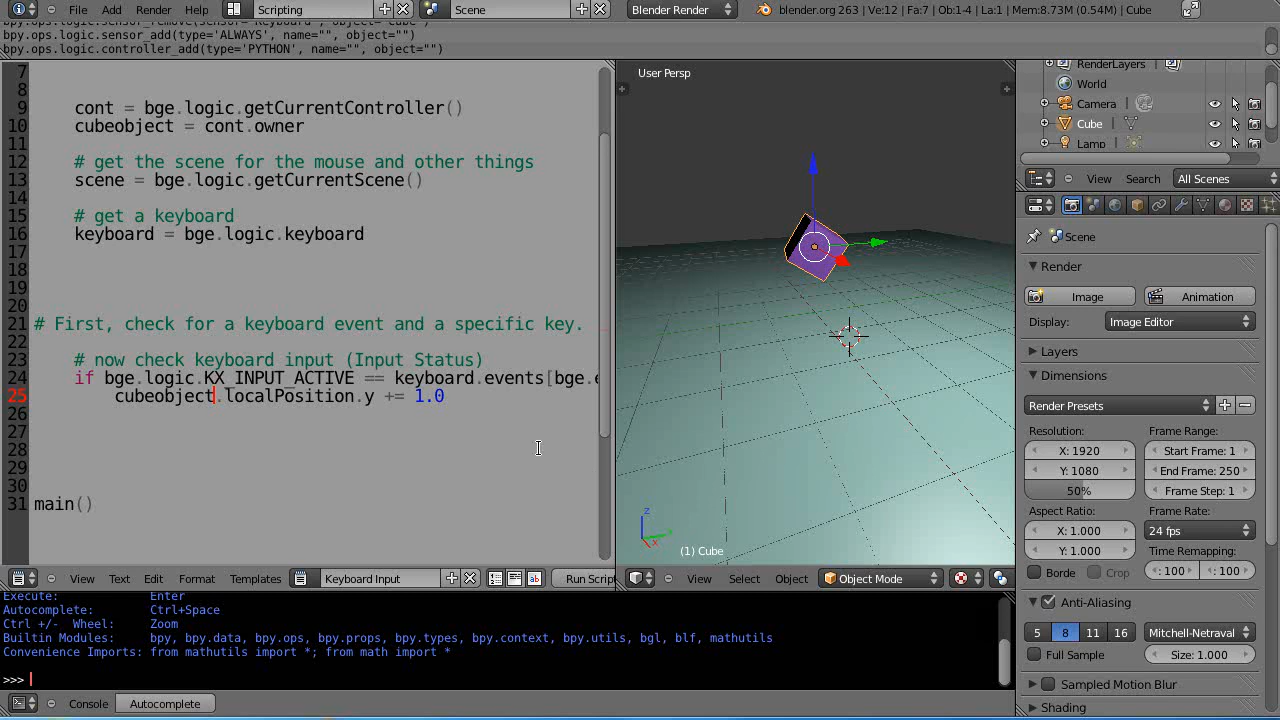 File Add Render Help Scripting Scene Blender Render blender.org 263 | Ve:12 | Fa:7 | Ob:1-4 | La:1 | Mem:8.73M (0.54M) | Cube
bpy.ops.logic.sensor_add(type='ALWAYS', name="", object="")
bpy.ops.logic.controller_add(type='PYTHON', name="", object="")
7
8
9 cont = bge.logic.getCurrentController()
10 cubeobject = cont.owner
11
12 # get the scene for the mouse and other things
13 scene = bge.logic.getCurrentScene()
14
15 # get a keyboard
16 keyboard = bge.logic.keyboard
17
18
19
20
21 # First, check for a keyboard event and a specific key.
22
23 # now check keyboard input (Input Status)
24 if bge.logic.KX_INPUT_ACTIVE == keyboard.events[bge.e
25 cubeobject.localPosition.y += 1.0
26
27
28
29
30
31 main()
View Text Edit Format Templates Keyboard Input Run Script
Execute: Enter
Autocomplete: Ctrl+Space
Ctrl +/- Wheel: Zoom
Builtin Modules: bpy, bpy.data, bpy.ops, bpy.props, bpy.types, bpy.context, bpy.utils, bgl, blf, mathutils
Convenience Imports: from mathutils import *; from math import *
>>>
Console Autocomplete
User Persp
z
x
(1) Cube
View Select Object Object Mode
RenderLayers
World
Camera
Cube
Lamp
View Search All Scenes
Scene
Render
Image Animation
Display: Image Editor
Layers
Dimensions
Render Presets
Resolution: Frame Range:
X: 1920 Start Frame: 1
Y: 1080 End Frame: 250
50% Frame Step: 1
Aspect Ratio: Frame Rate:
X: 1.000 24 fps
Y: 1.000 Time Remapping:
Borde Crop : 100 : 100
Anti-Aliasing
5 8 11 16 Mitchell-Netraval
Full Sample Size: 1.000
Sampled Motion Blur
Shading